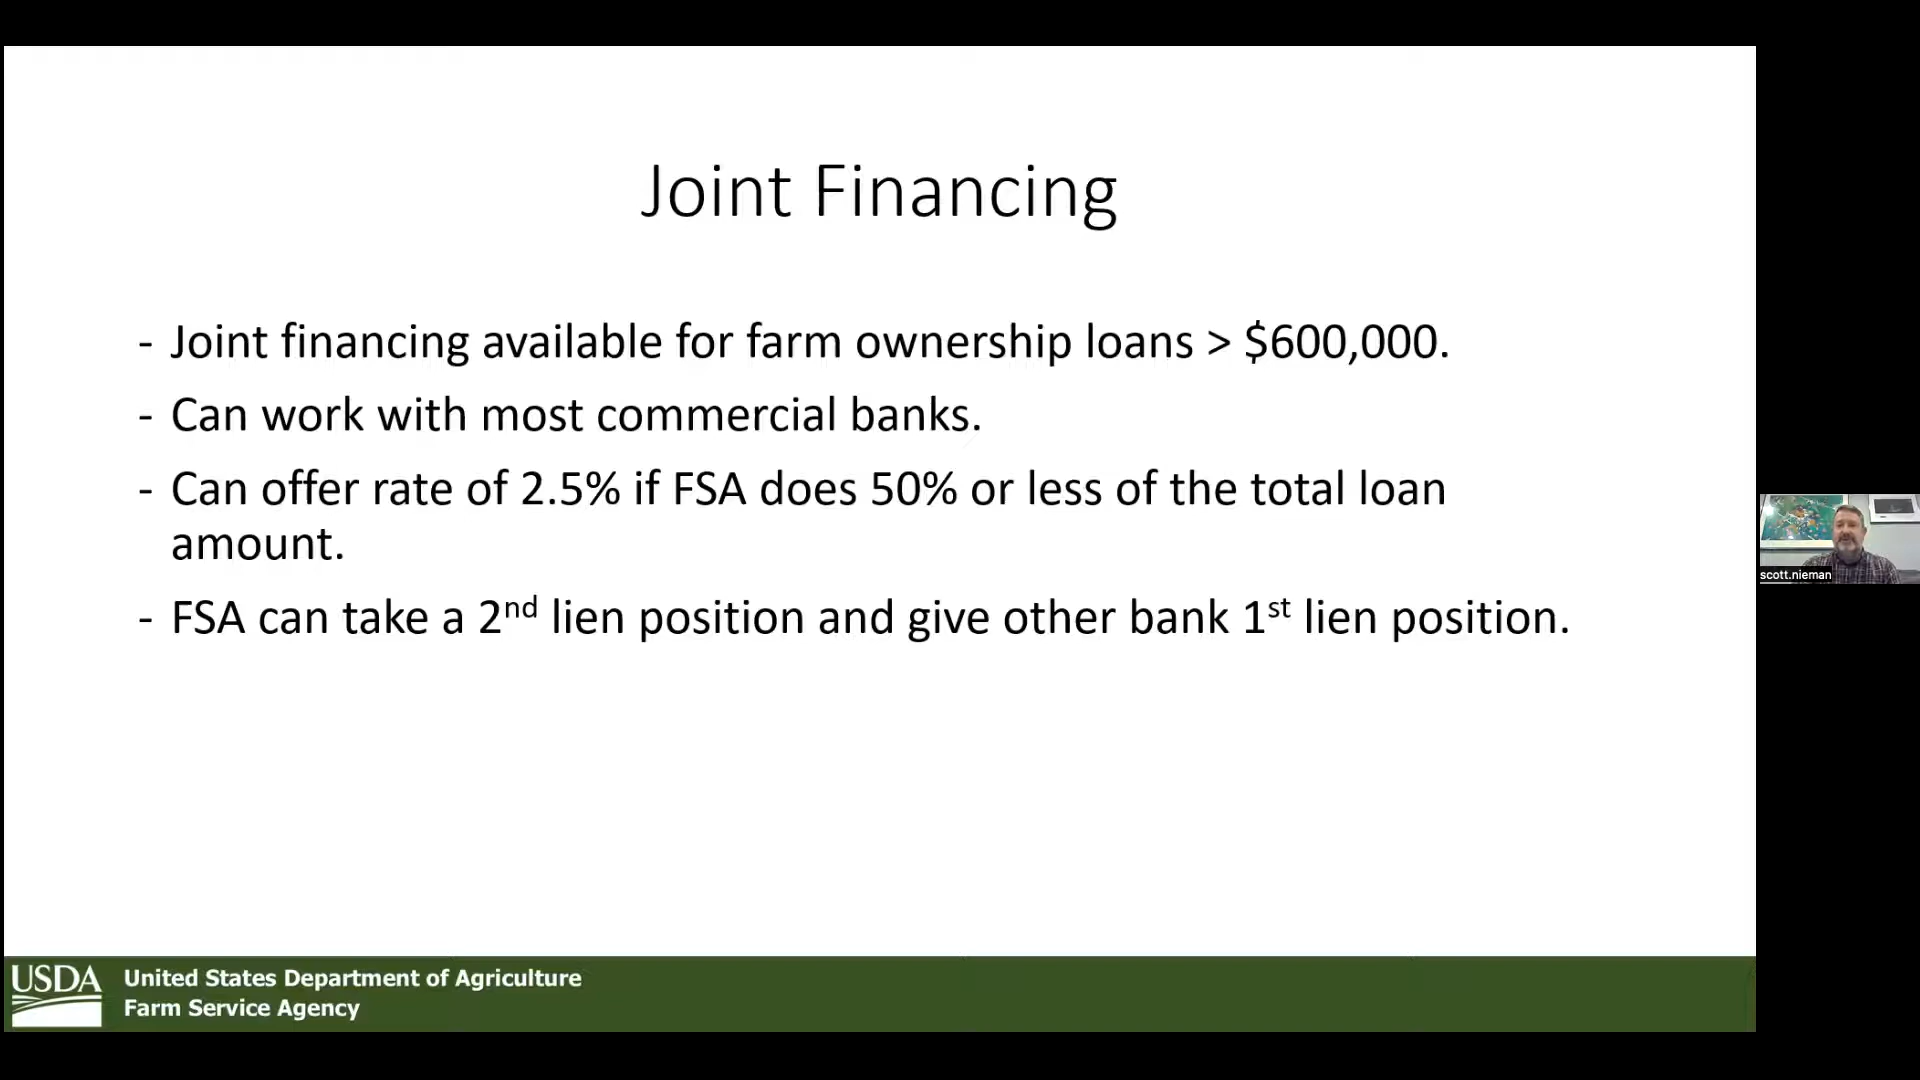 Joint Financing
- Joint financing available for farm ownership loans > $600,000.
- Can work with most commercial banks.
- Can offer rate of 2.5% if FSA does 50% or less of the total loan
amount.
- FSA can take a 2nd lien position and give other bank 1st lien position.
scott.nieman
USDA
United States Department of Agriculture
Farm Service Agency